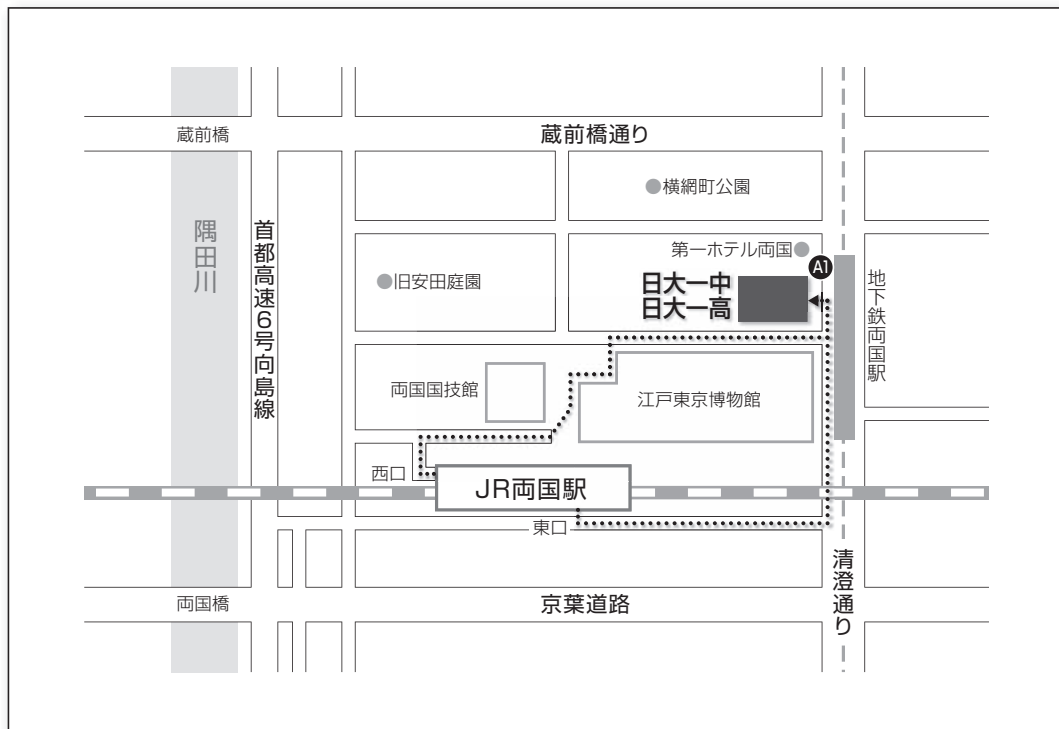 蔵前橋
蔵前橋通り
横網町公園
隅田川
首都高速6号向島線
第一ホテル両国
A1
旧安田庭園
日大一中
日大一高
地下鉄両国駅
両国国技館
江戸東京博物館
西口
JR両国駅
東口
清澄通り
両国橋
京葉道路